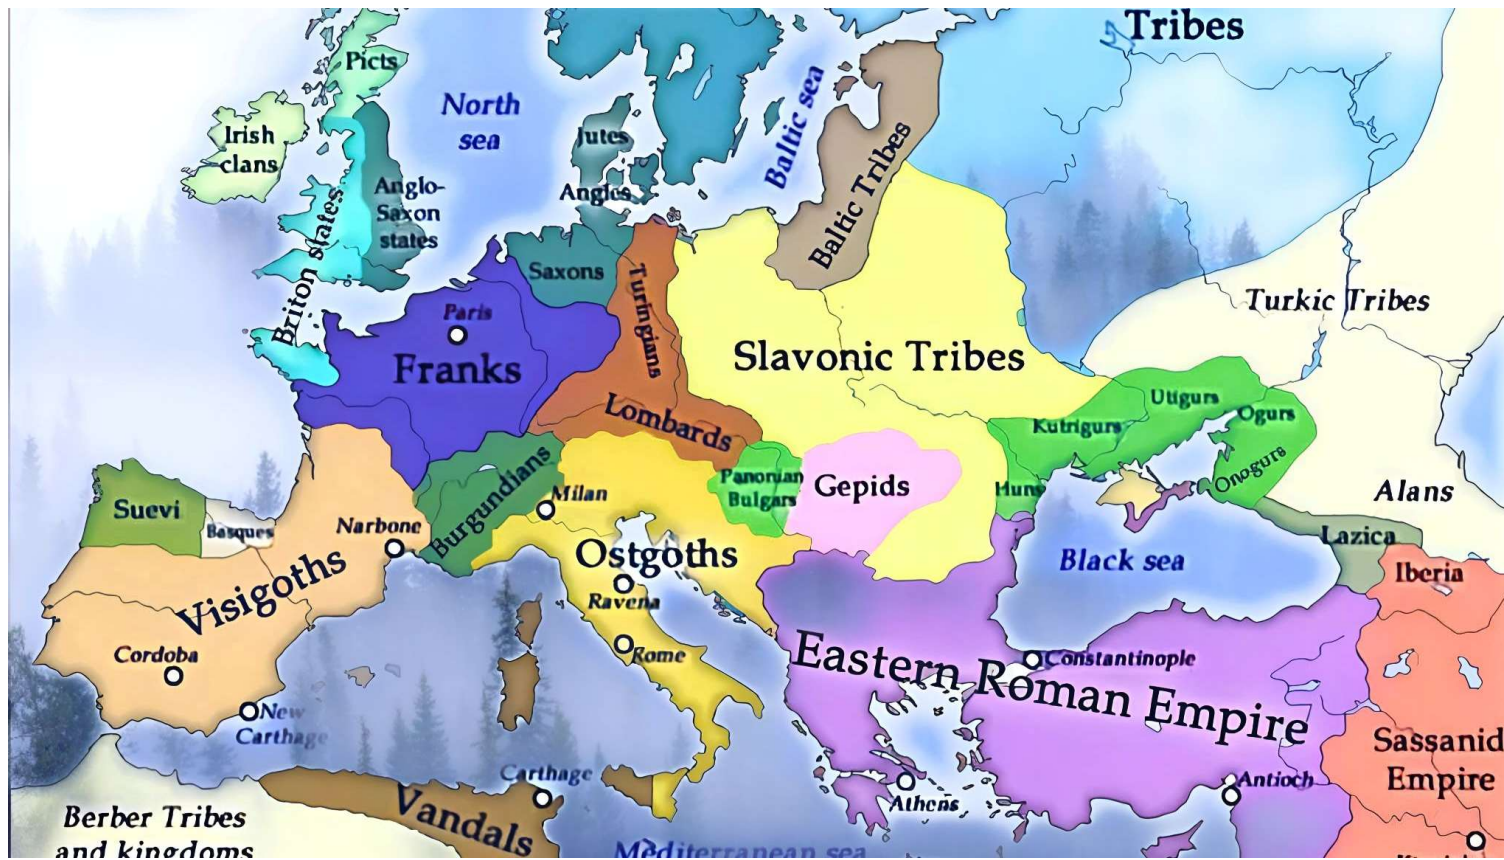 Tribes
Picts
North
sea
Baltic sea
Irish
clans
Jutes
Baltic Tribes
Anglo-
Saxon
states
Angles
Briton states
Saxons
Turingians
Turkic Tribes
Paris
Franks
Slavonic Tribes
Lombards
Utigurs
Kutrigurs
Ogurs
Onogurs
Huns
Burgundians
Panonian
Bulgars
Gepids
Alans
Suevi
Basques
Narbone
Milan
Lazica
Visigoths
Ostgoths
Black sea
Iberia
Ravena
Cordoba
Rome
Eastern Roman Empire
Constantinople
New
Carthage
Sassanid
Empire
Carthage
Athens
Antioch
Berber Tribes
and kingdoms
Vandals
Mediterranean sea